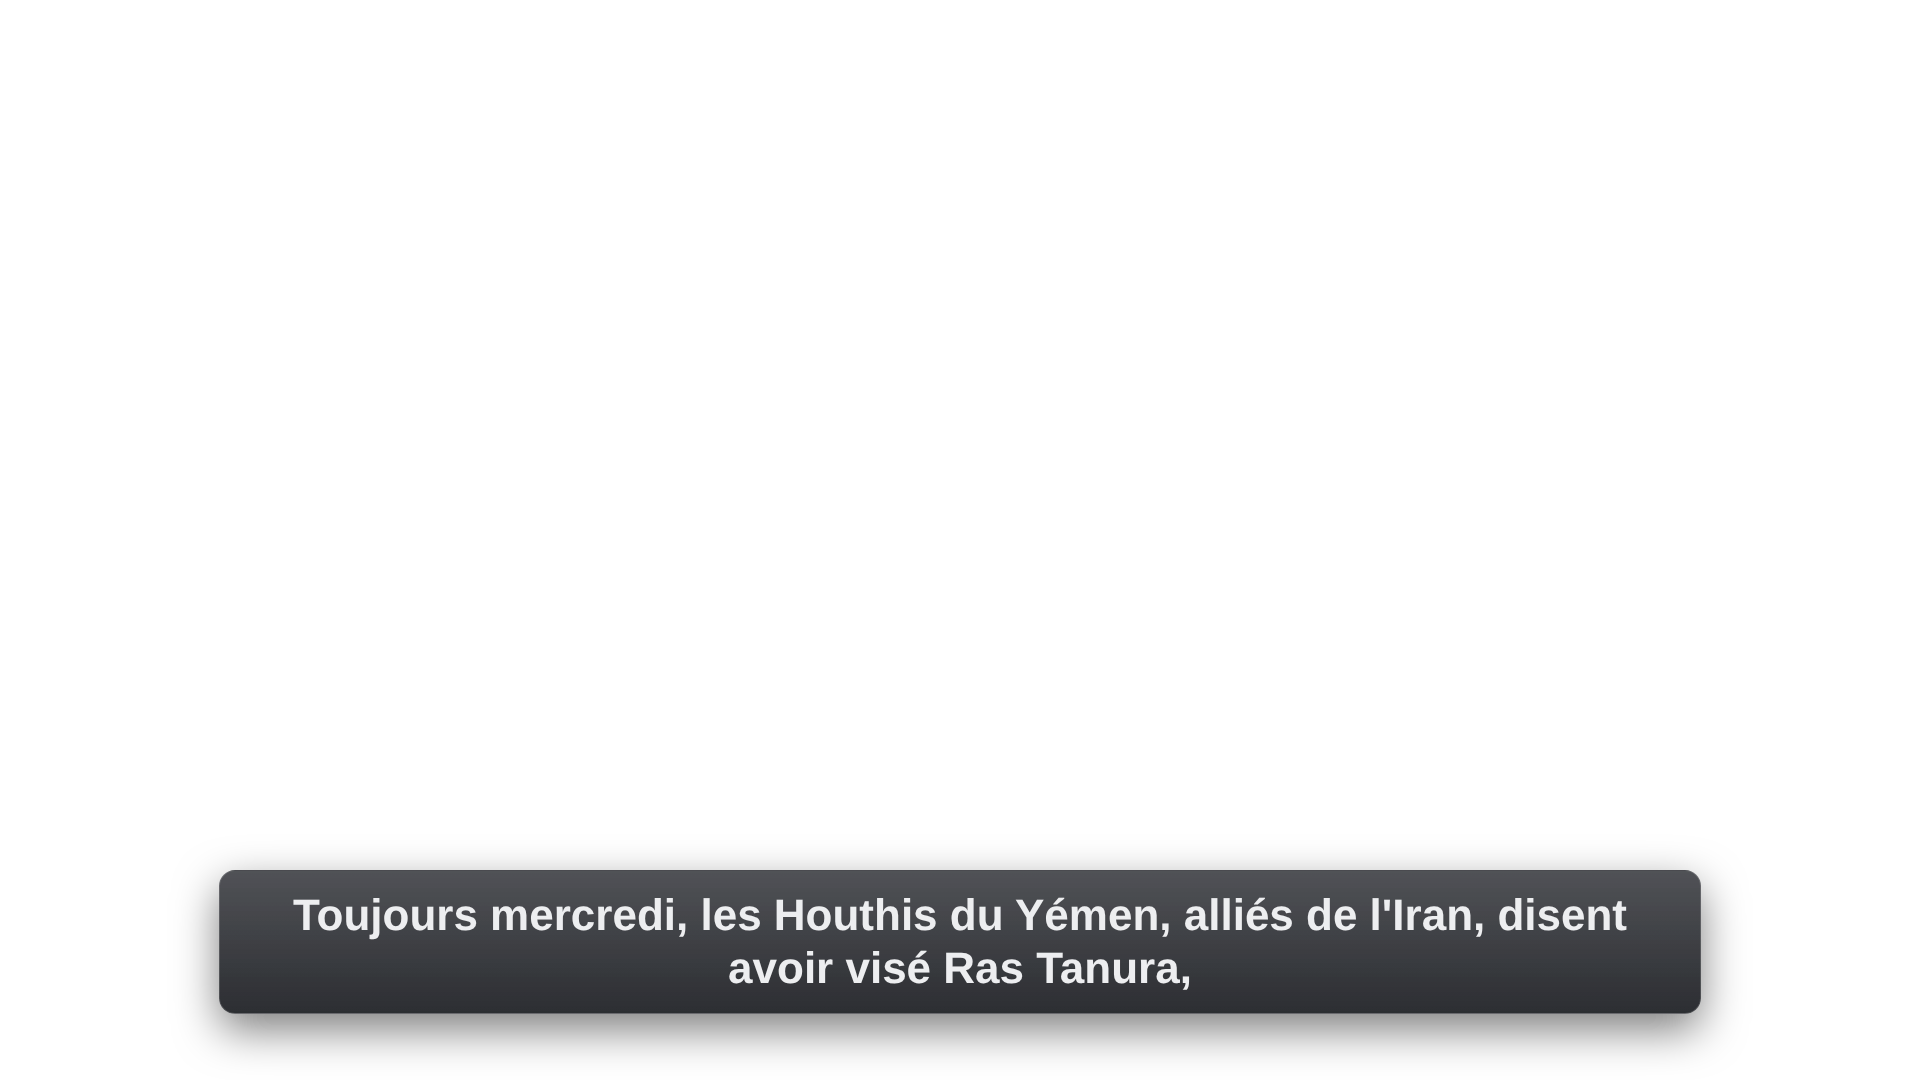 Toujours mercredi, les Houthis du Yémen, alliés de l'Iran, disent
avoir visé Ras Tanura,